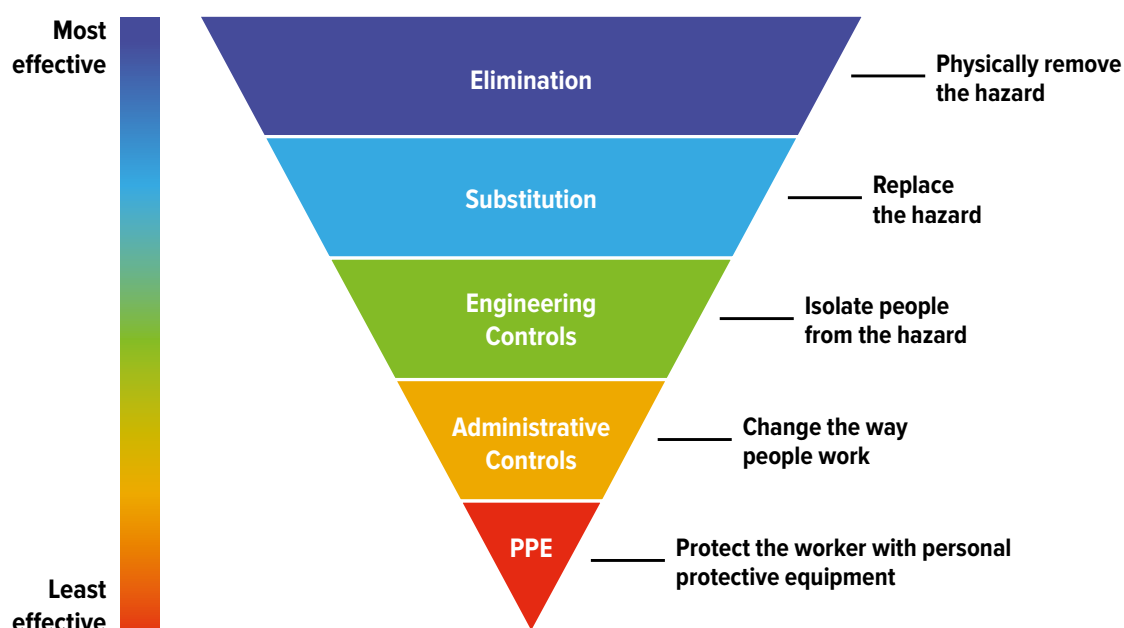 Most
effective
Elimination
Physically remove
the hazard
Substitution
Replace
the hazard
Engineering
Controls
Isolate people
from the hazard
Administrative
Controls
Change the way
people work
PPE
Protect the worker with personal
protective equipment
Least
effective